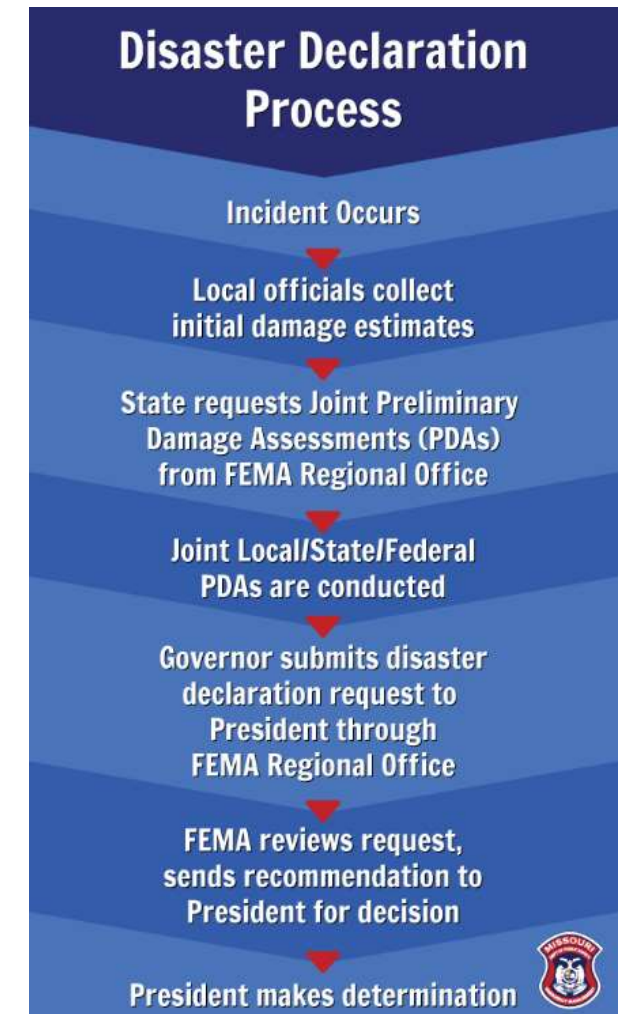 Disaster Declaration
Process
Incident Occurs
Local officials collect
initial damage estimates
State requests Joint Preliminary
Damage Assessments (PDAs)
from FEMA Regional Office
Joint Local/State/Federal
PDAs are conducted
Governor submits disaster
declaration request to
President through
FEMA Regional Office
FEMA reviews request,
sends recommendation to
President for decision
President makes determination
MISSOURI